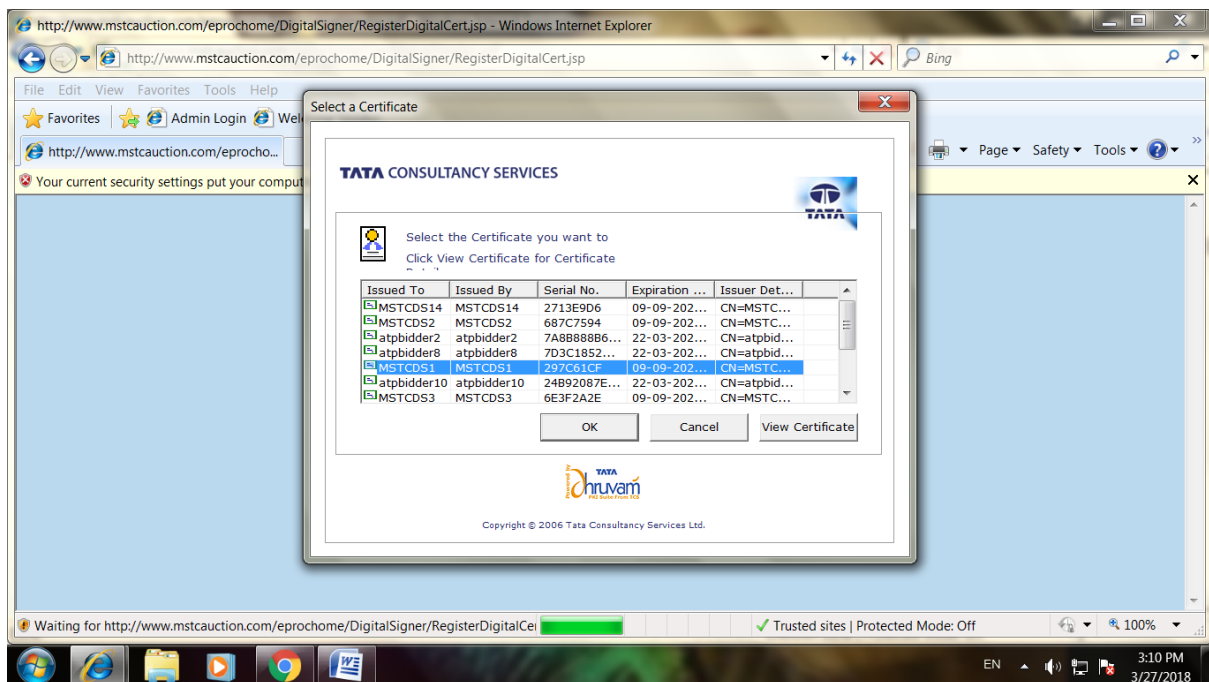 http://www.mstcauction.com/eprochome/DigitalSigner/RegisterDigitalCert.jsp - Windows Internet Explorer
http://www.mstcauction.com/eprochome/DigitalSigner/RegisterDigitalCert.jsp
Bing
File Edit View Favorites Tools Help
Favorites Admin Login Wel
http://www.mstcauction.com/eprocho...
Page Safety Tools
Your current security settings put your comput
Select a Certificate
TATA CONSULTANCY SERVICES
TATA
Select the Certificate you want to
Click View Certificate for Certificate
Issued To Issued By Serial No. Expiration ... Issuer Det...
MSTCDS14 MSTCDS14 2713E9D6 09-09-202... CN=MSTC...
MSTCDS2 MSTCDS2 687C7594 09-09-202... CN=MSTC...
atpbidder2 atpbidder2 7A8B888B6... 22-03-202... CN=atpbid...
atpbidder8 atpbidder8 7D3C1852... 22-03-202... CN=atpbid...
MSTCDS1 MSTCDS1 297C61CF 09-09-202... CN=MSTC...
atpbidder10 atpbidder10 24B92087E... 22-03-202... CN=atpbid...
MSTCDS3 MSTCDS3 6E3F2A2E 09-09-202... CN=MSTC...
OK Cancel View Certificate
Powered by
TATA
Dhruvam
PKI Suite From TCS
Copyright © 2006 Tata Consultancy Services Ltd.
Waiting for http://www.mstcauction.com/eprochome/DigitalSigner/RegisterDigitalCe
Trusted sites | Protected Mode: Off
100%
EN
3:10 PM
3/27/2018